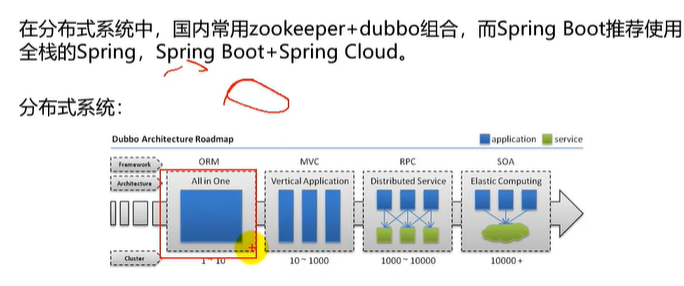 在分布式系统中，国内常用zookeeper+dubbo组合，而Spring Boot推荐使用
全栈的Spring，Spring Boot+Spring Cloud。
分布式系统：
Dubbo Architecture Roadmap
application service
Framework ORM MVC RPC SOA
Architecture All in One Vertical Application Distributed Service Elastic Computing
Cluster 1 ~ 10 10 ~ 1000 1000 ~ 10000 10000 +